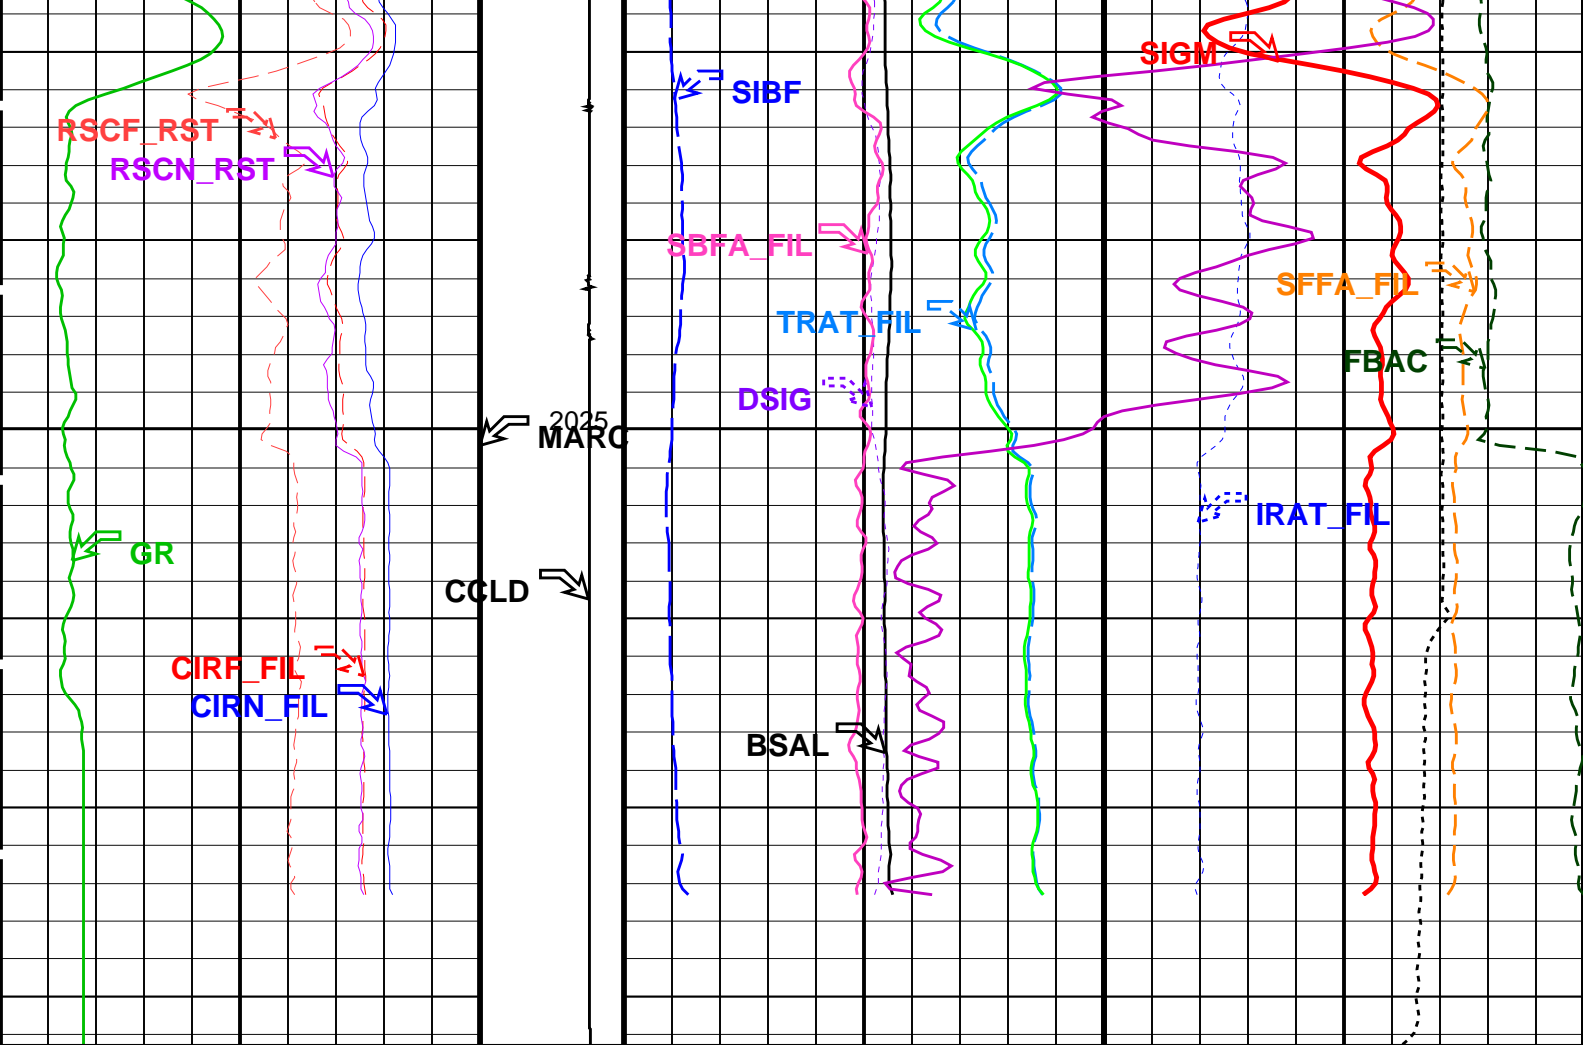 SIGM
SIBF
RSCF_RST
RSCN_RST
SBFA_FIL
SFFA_FIL
TRAT_FIL
FBAC
DSIG
2025
MARC
IRAT_FIL
GR
CCLD
CIRF_FIL
CIRN_FIL
BSAL